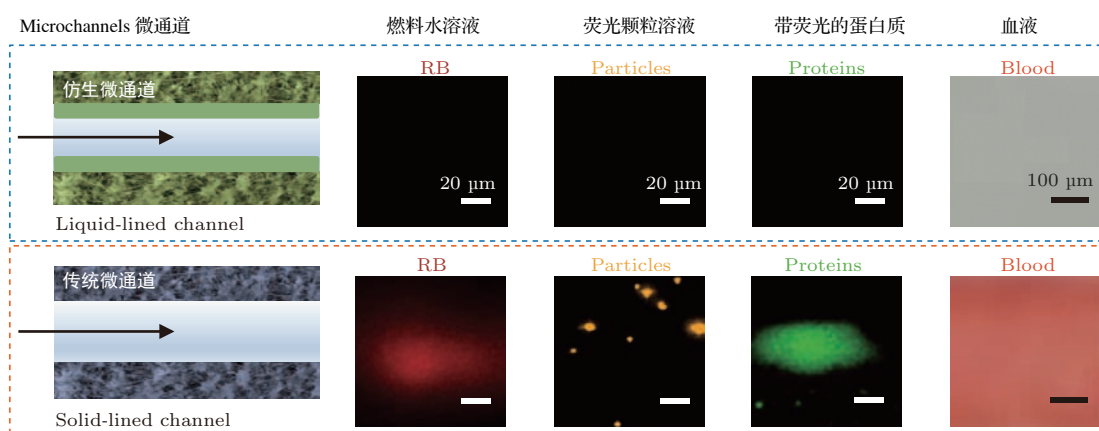 Microchannels 微通道 燃料水溶液 荧光颗粒溶液 带荧光的蛋白质 血液
仿生微通道 RB Particles Proteins Blood
20 µm 20 µm 20 µm 100 µm
Liquid-lined channel
传统微通道 RB Particles Proteins Blood
Solid-lined channel